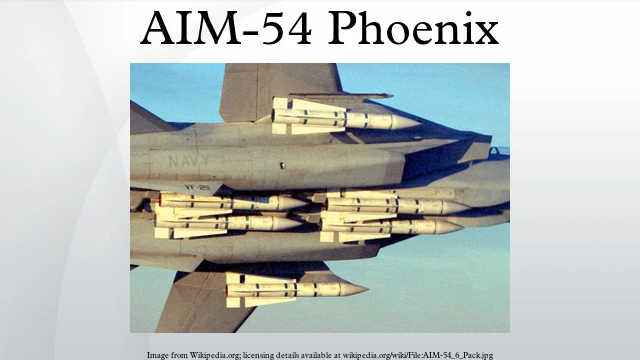 AIM-54 Phoenix
NAVY
Image from Wikipedia.org; licensing details available at wikipedia.org/wiki/File:AIM-54_6_Pack.jpg